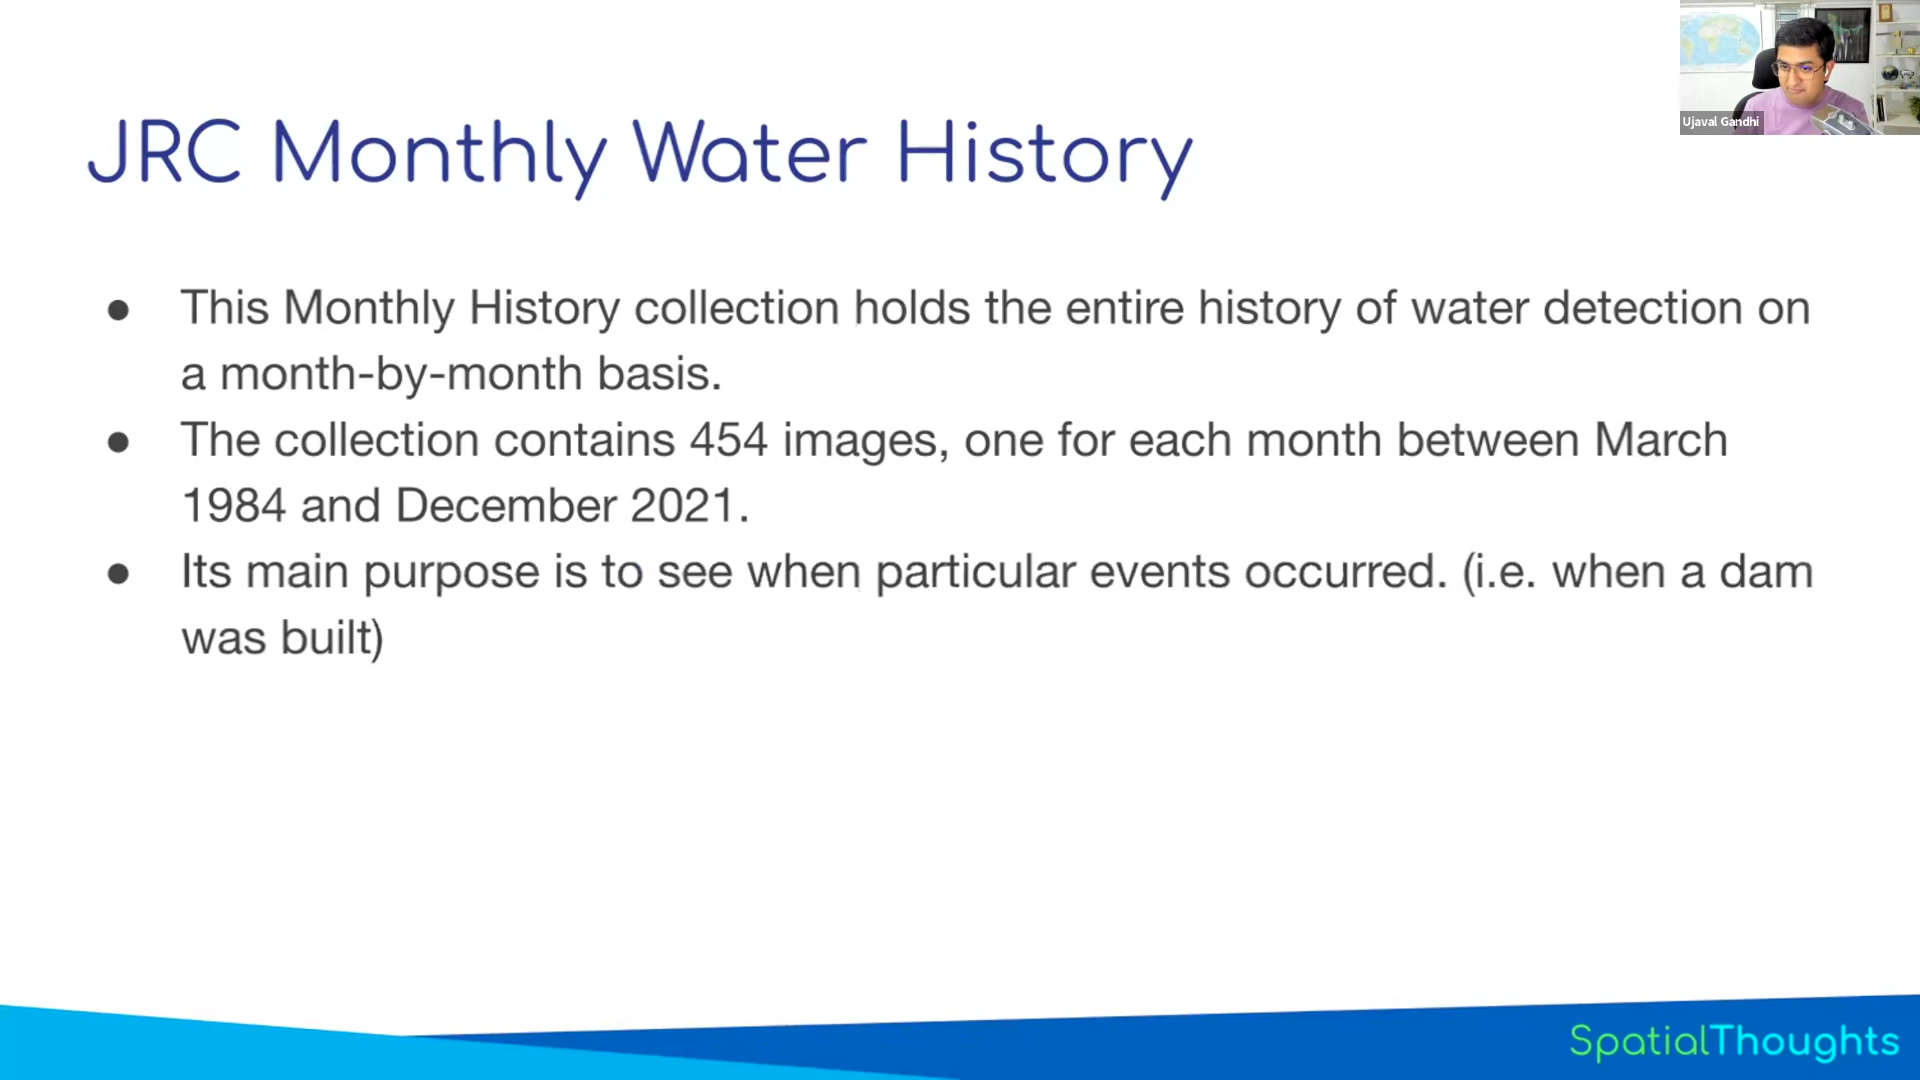 Ujaval Gandhi
JRC Monthly Water History
● This Monthly History collection holds the entire history of water detection on
a month-by-month basis.
● The collection contains 454 images, one for each month between March
1984 and December 2021.
● Its main purpose is to see when particular events occurred. (i.e. when a dam
was built)
SpatialThoughts